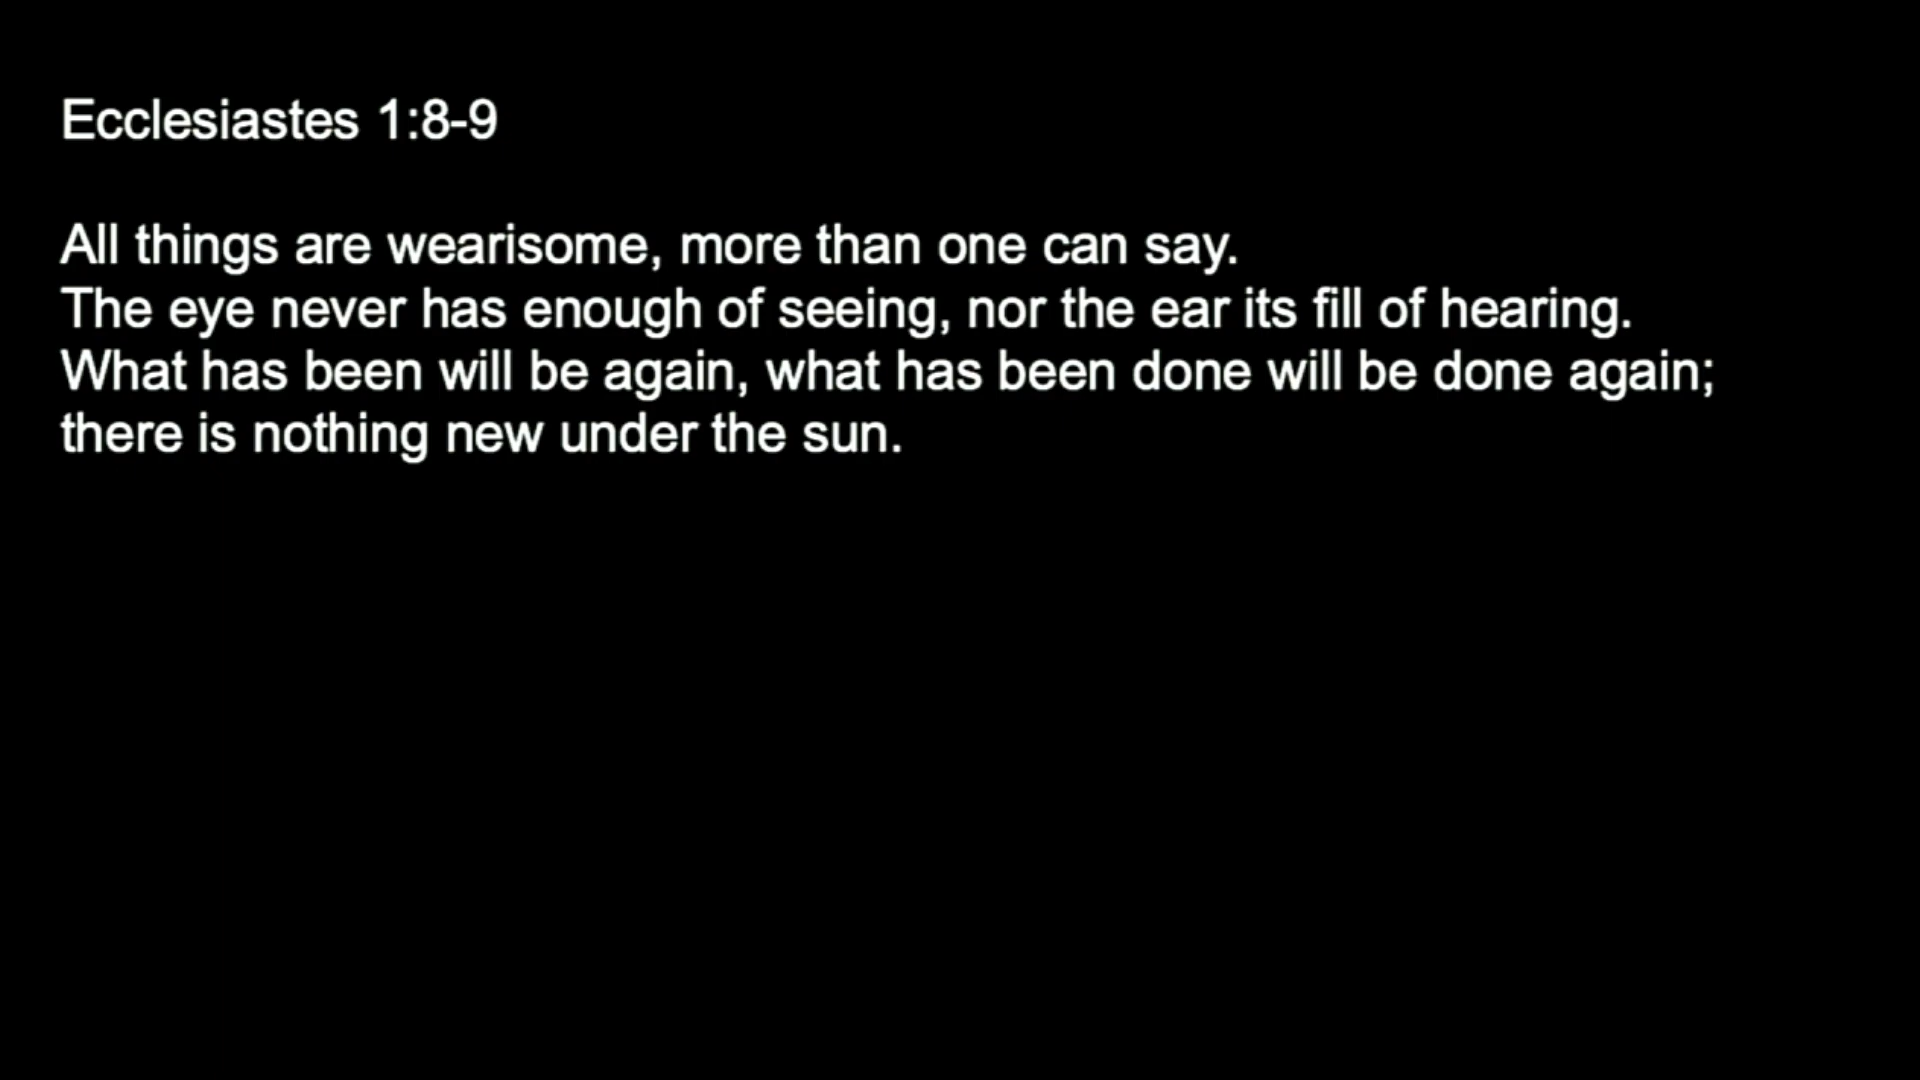 Ecclesiastes 1:8-9
All things are wearisome, more than one can say.
The eye never has enough of seeing, nor the ear its fill of hearing.
What has been will be again, what has been done will be done again;
there is nothing new under the sun.